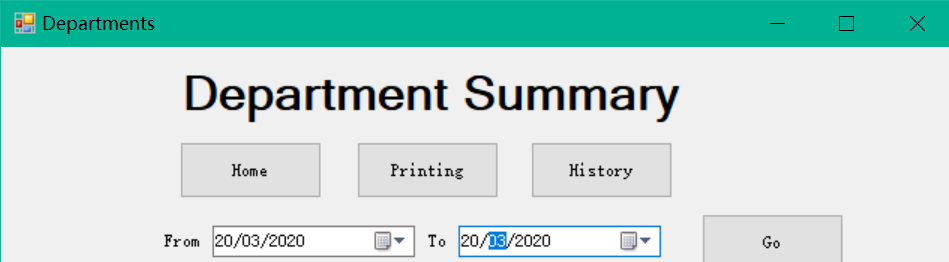 Departments
Department Summary
Home Printing History
From 20/03/2020 To 20/03/2020 Go